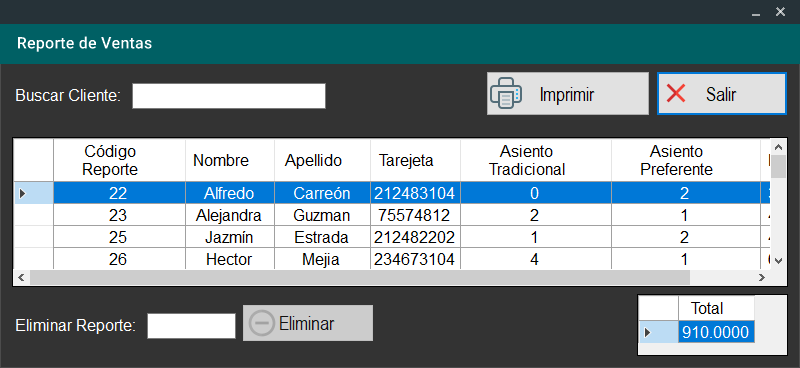 Reporte de Ventas
Buscar Cliente:
Imprimir
Salir
Código Reporte Nombre Apellido Tarejeta Asiento Tradicional Asiento Preferente
22 Alfredo Carreón 212483104 0 2
23 Alejandra Guzman 75574812 2 1
25 Jazmín Estrada 212482202 1 2
26 Hector Mejia 234673104 4 1
Eliminar Reporte:
Eliminar
Total
910.0000